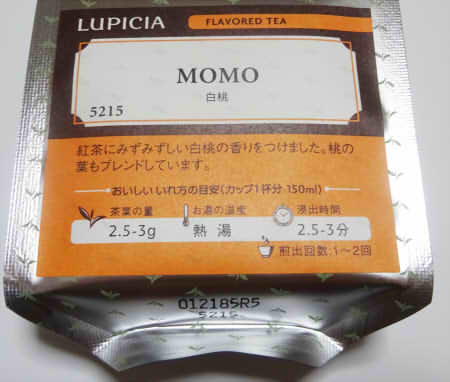 LUPICIA
FLAVORED TEA
MOMO
白桃
5215
紅茶にみずみずしい白桃の香りをつけました。桃の
葉もブレンドしています。
おいしい いれ方の目安(カップ1杯分 150ml)
茶葉の量 お湯の温度 浸出時間
2.5-3g 熱湯 2.5-3分
煎出回数:1〜2回
012185R5
5215